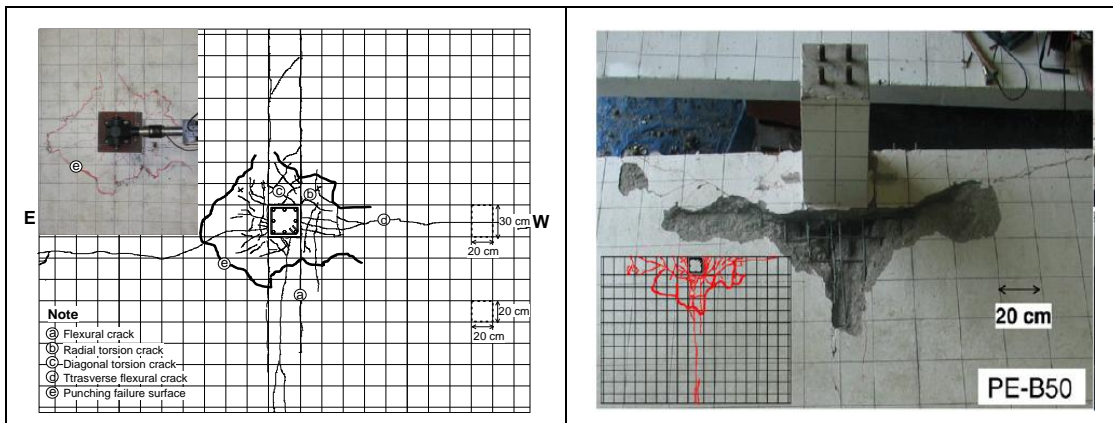 ⓔ
E
W
ⓒ
ⓑ
ⓓ
ⓔ
ⓐ
30 cm
20 cm
20 cm
20 cm
Note
ⓐ Flexural crack
ⓑ Radial torsion crack
ⓒ Diagonal torsion crack
ⓓ Ttrasverse flexural crack
ⓔ Punching failure surface
20 cm
PE-B50